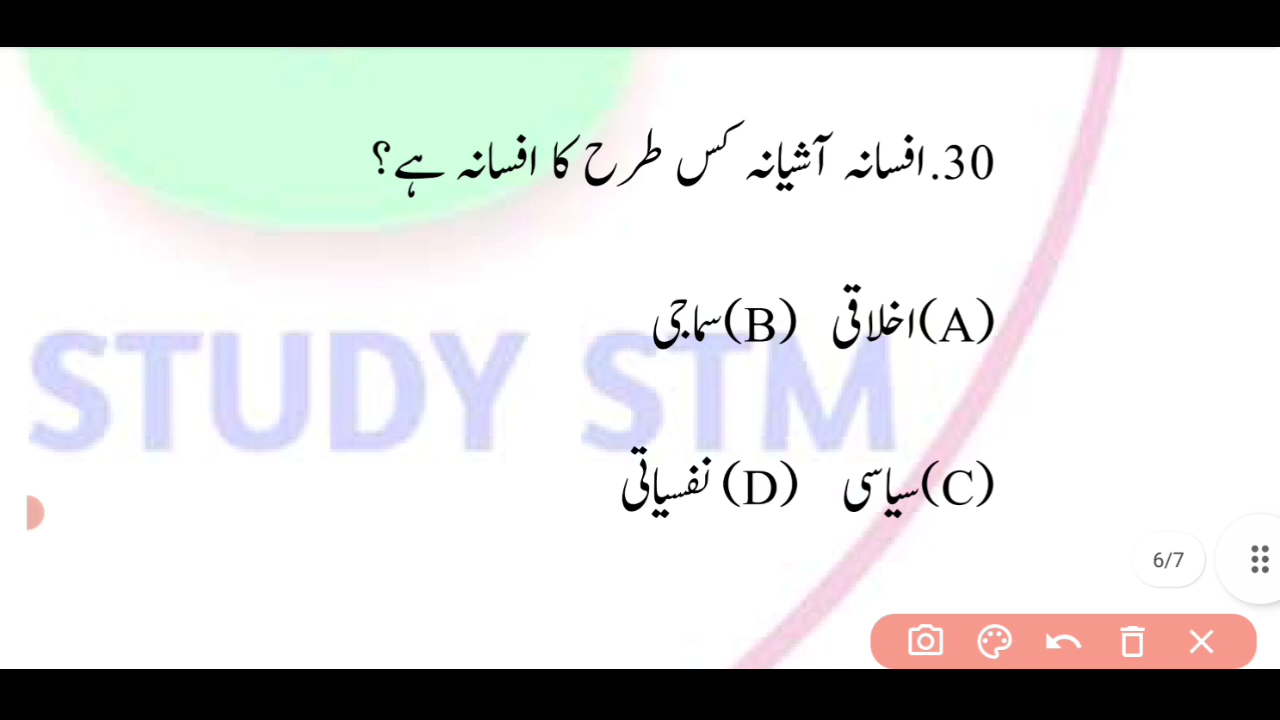 30.افسانہ آشیانہ کس طرح کا افسانہ ہے؟
(A)اخلاقی (B)سماجی
STUDY STM
(C)سیاسی (D) نفسیاتی
6/7